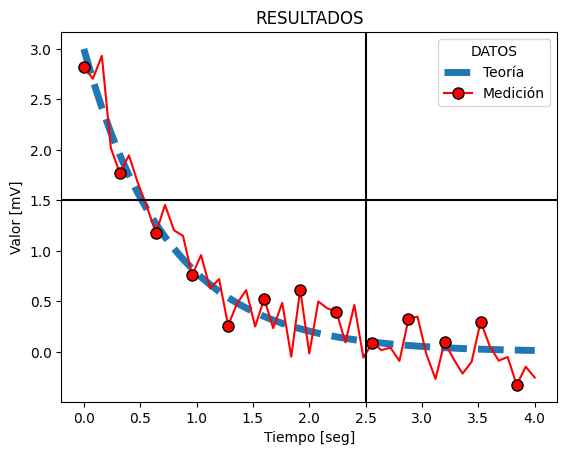 RESULTADOS
DATOS
Teoría
Medición
Valor [mV]
3.0
2.5
2.0
1.5
1.0
0.5
0.0
0.0 0.5 1.0 1.5 2.0 2.5 3.0 3.5 4.0
Tiempo [seg]